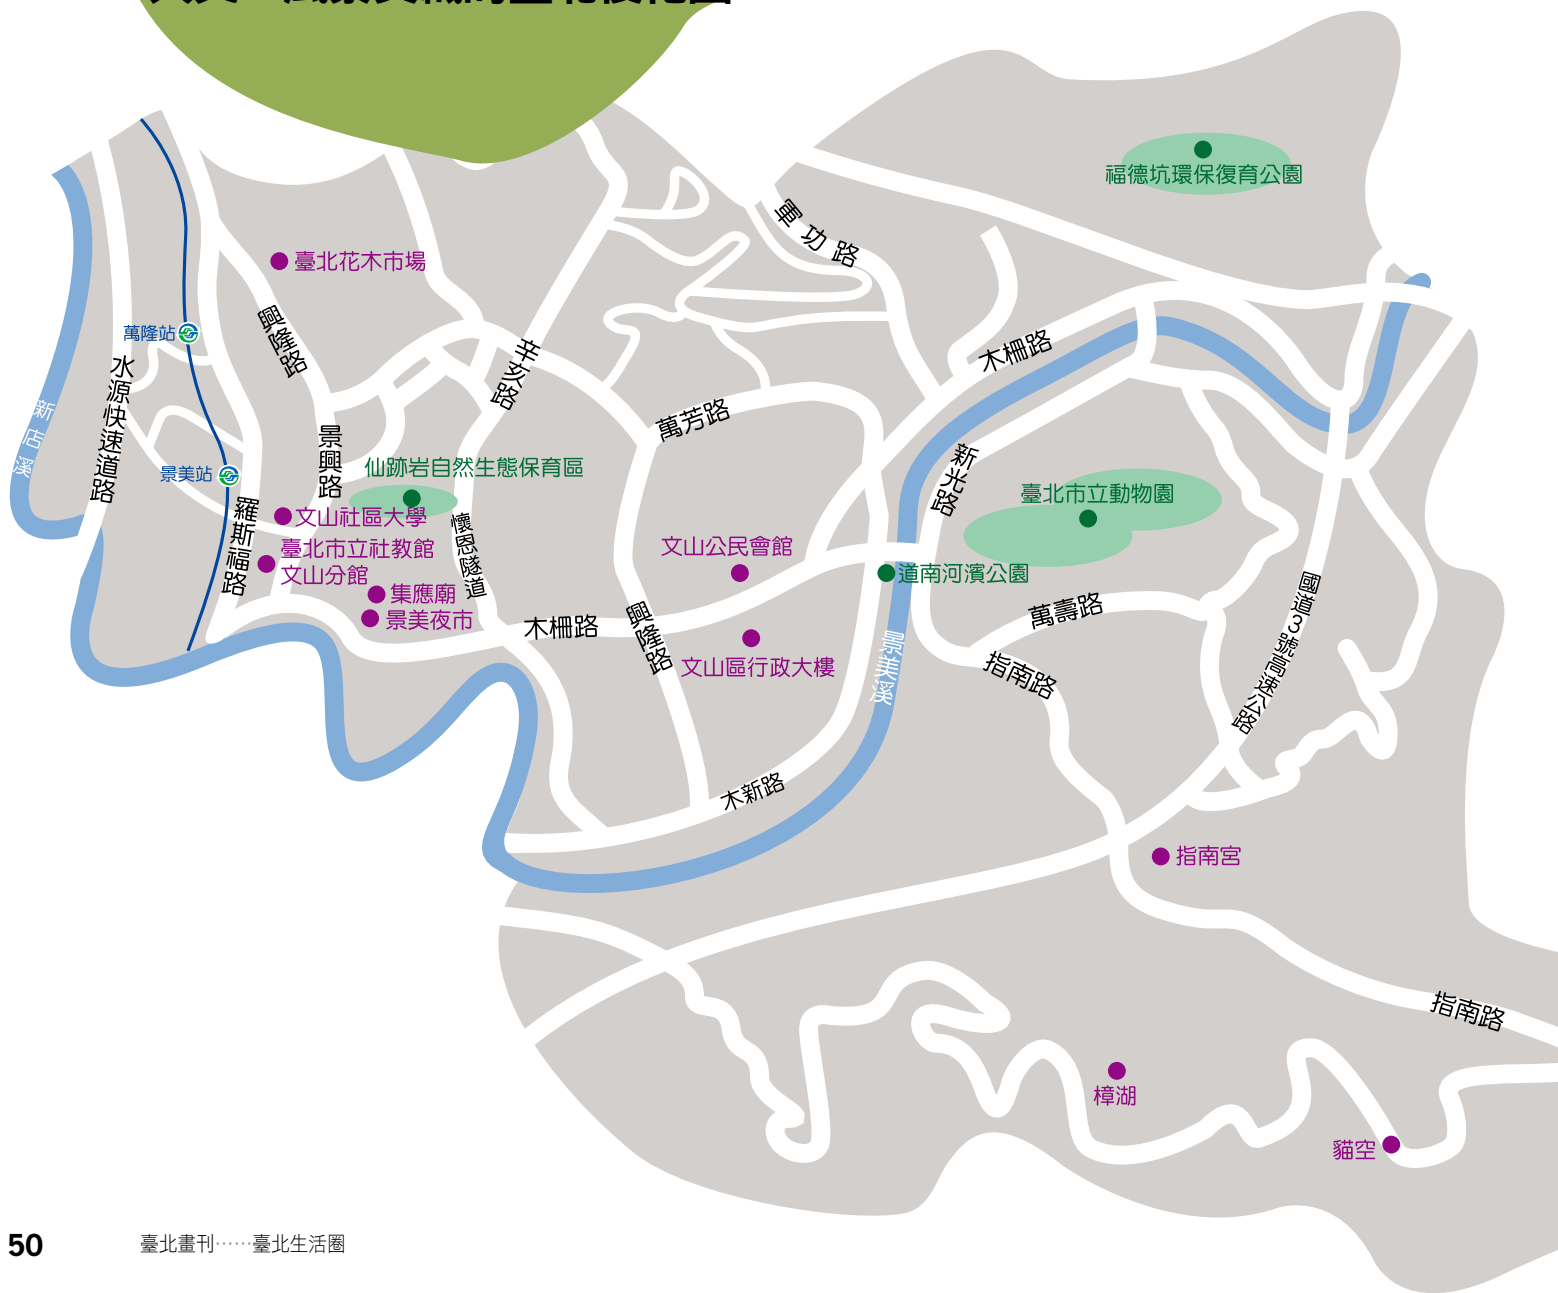 福德坑環保復育公園
軍功路
臺北花木市場
萬隆站
興隆路
水源快速道路
辛亥路
木柵路
新店溪
萬芳路
景興路
仙跡岩自然生態保育區
景美站
新光路
臺北市立動物園
羅斯福路
文山社區大學
懷恩隧道
臺北市立社教館
文山分館
文山公民會館
道南河濱公園
集應廟
景美夜市
木柵路
興隆路
萬壽路
國道3號高速公路
文山區行政大樓
景美溪
指南路
木新路
指南宮
指南路
樟湖
貓空
50
臺北畫刊……臺北生活圈